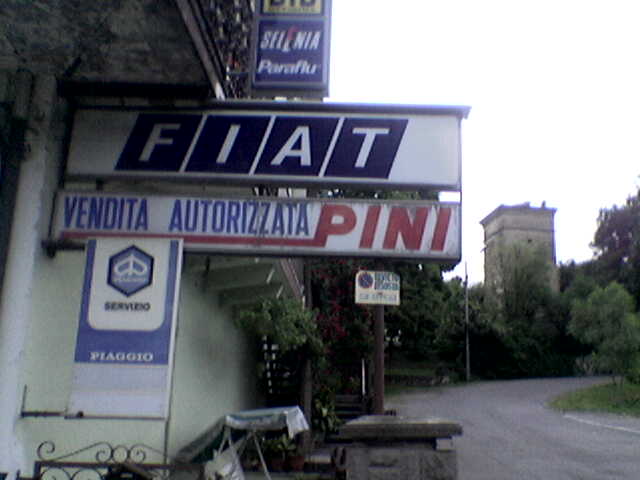 SELENIA
Paraflu
FIAT
VENDITA AUTORIZZATA PINI
SERVIZIO
PIAGGIO